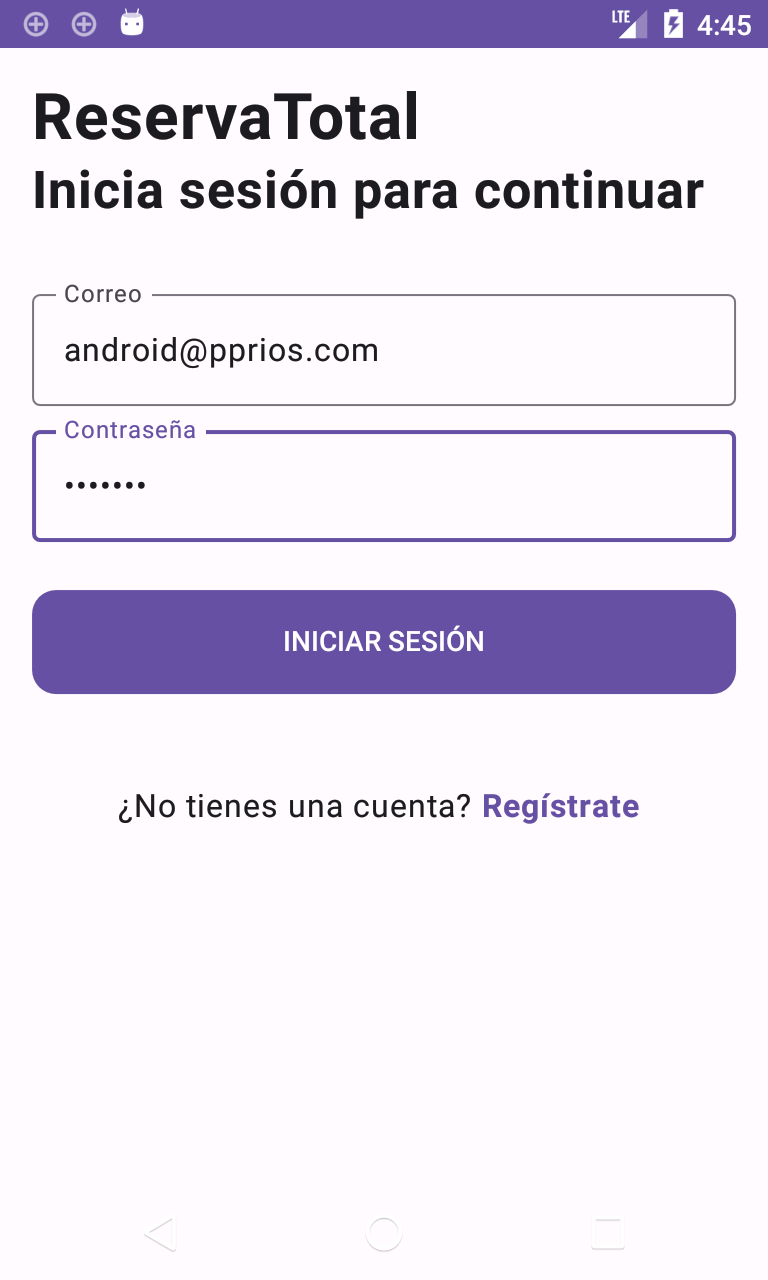 LTE 4:45
ReservaTotal
Inicia sesión para continuar
Correo
android@pprios.com
Contraseña
•••••••
INICIAR SESIÓN
¿No tienes una cuenta? Regístrate